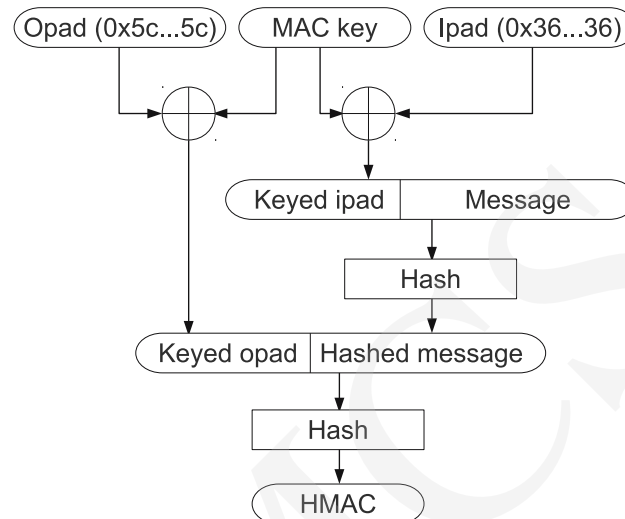 Opad (0x5c...5c)
MAC key
Ipad (0x36...36)
Keyed ipad
Message
Hash
Keyed opad
Hashed message
Hash
HMAC